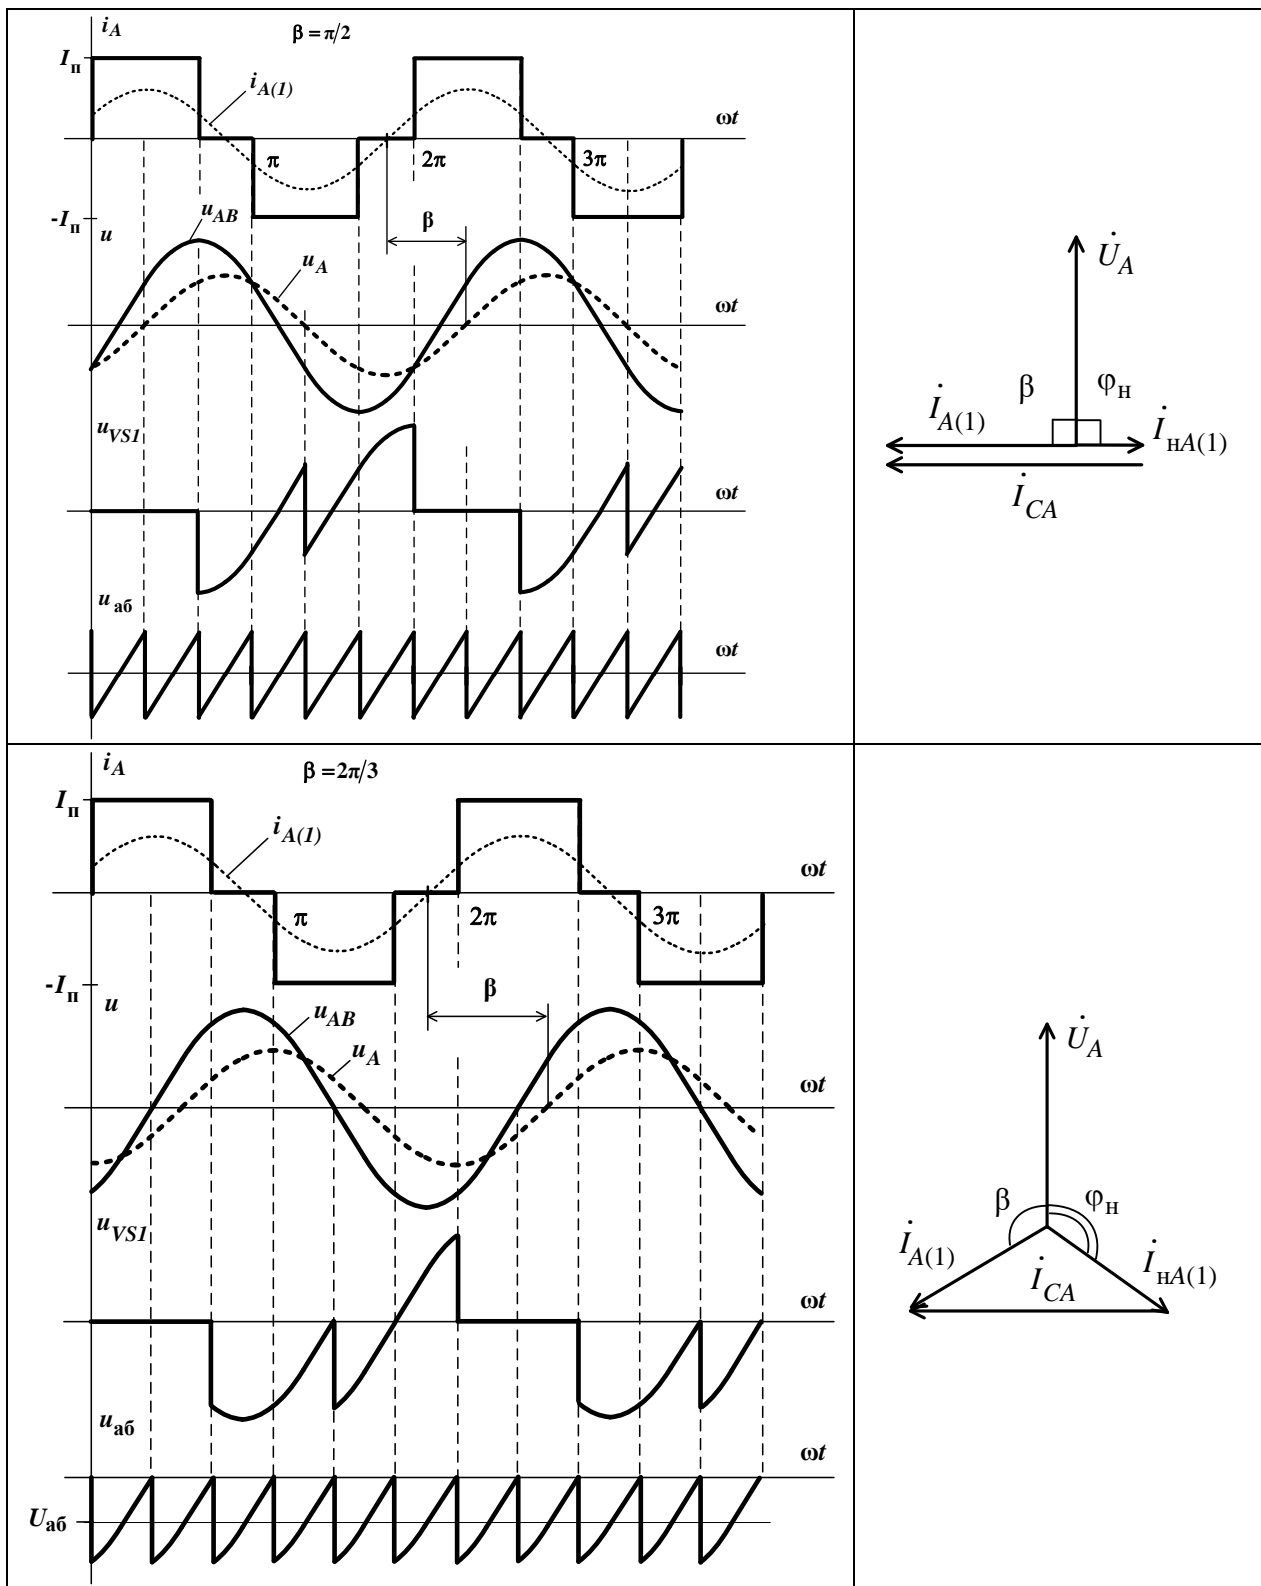 i_A
β = π/2
I_п
i_A(1)
ωt
π
2π
3π
-I_п
u
u_AB
β
u_A
ωt
u_VS1
ωt
u_аб
ωt
U̇_A
β
φ_н
İ_A(1)
İ_нA(1)
İ_CA
i_A
β = 2π/3
I_п
i_A(1)
ωt
π
2π
3π
-I_п
u
u_AB
β
u_A
ωt
u_VS1
ωt
u_аб
ωt
U_аб
U̇_A
β
φ_н
İ_A(1)
İ_нA(1)
İ_CA